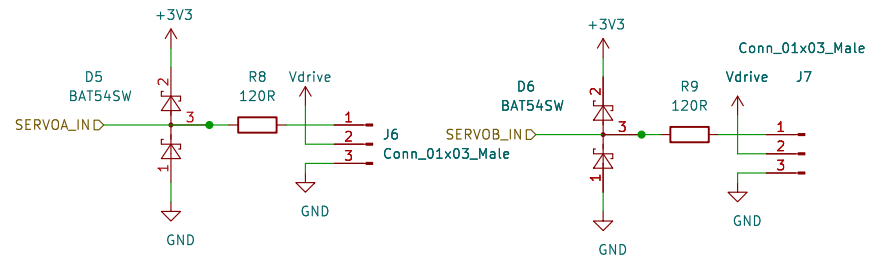 +3V3
D5
BAT54SW
2
3
1
SERVOA_IN
R8
120R
Vdrive
1
2
3
J6
Conn_01x03_Male
GND
GND
+3V3
D6
BAT54SW
2
3
1
SERVOB_IN
R9
120R
Conn_01x03_Male
Vdrive
J7
1
2
3
GND
GND